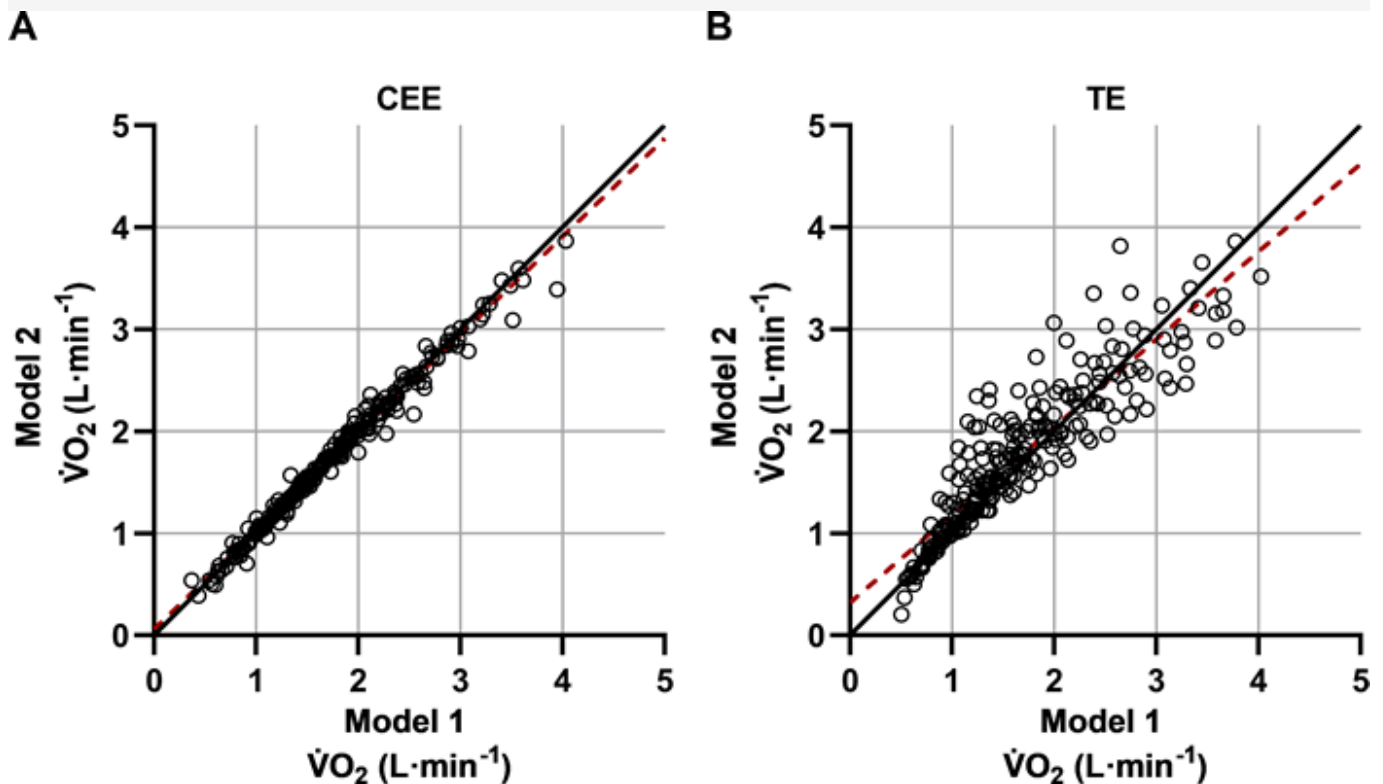 A
B
CEE
5
4
3
2
1
0
0 1 2 3 4 5
Model 2
V̇O₂ (L·min⁻¹)
Model 1
V̇O₂ (L·min⁻¹)
TE
5
4
3
2
1
0
0 1 2 3 4 5
Model 2
V̇O₂ (L·min⁻¹)
Model 1
V̇O₂ (L·min⁻¹)